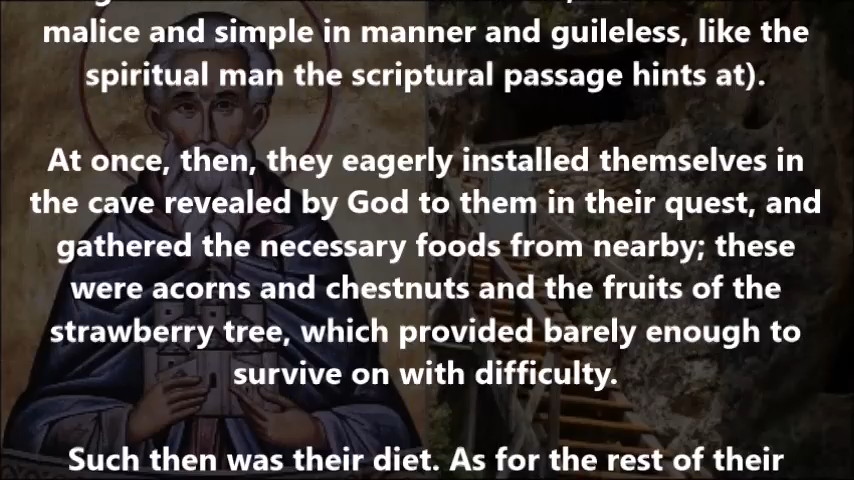 malice and simple in manner and guileless, like the
spiritual man the scriptural passage hints at).
At once, then, they eagerly installed themselves in
the cave revealed by God to them in their quest, and
gathered the necessary foods from nearby; these
were acorns and chestnuts and the fruits of the
strawberry tree, which provided barely enough to
survive on with difficulty.
Such then was their diet. As for the rest of their